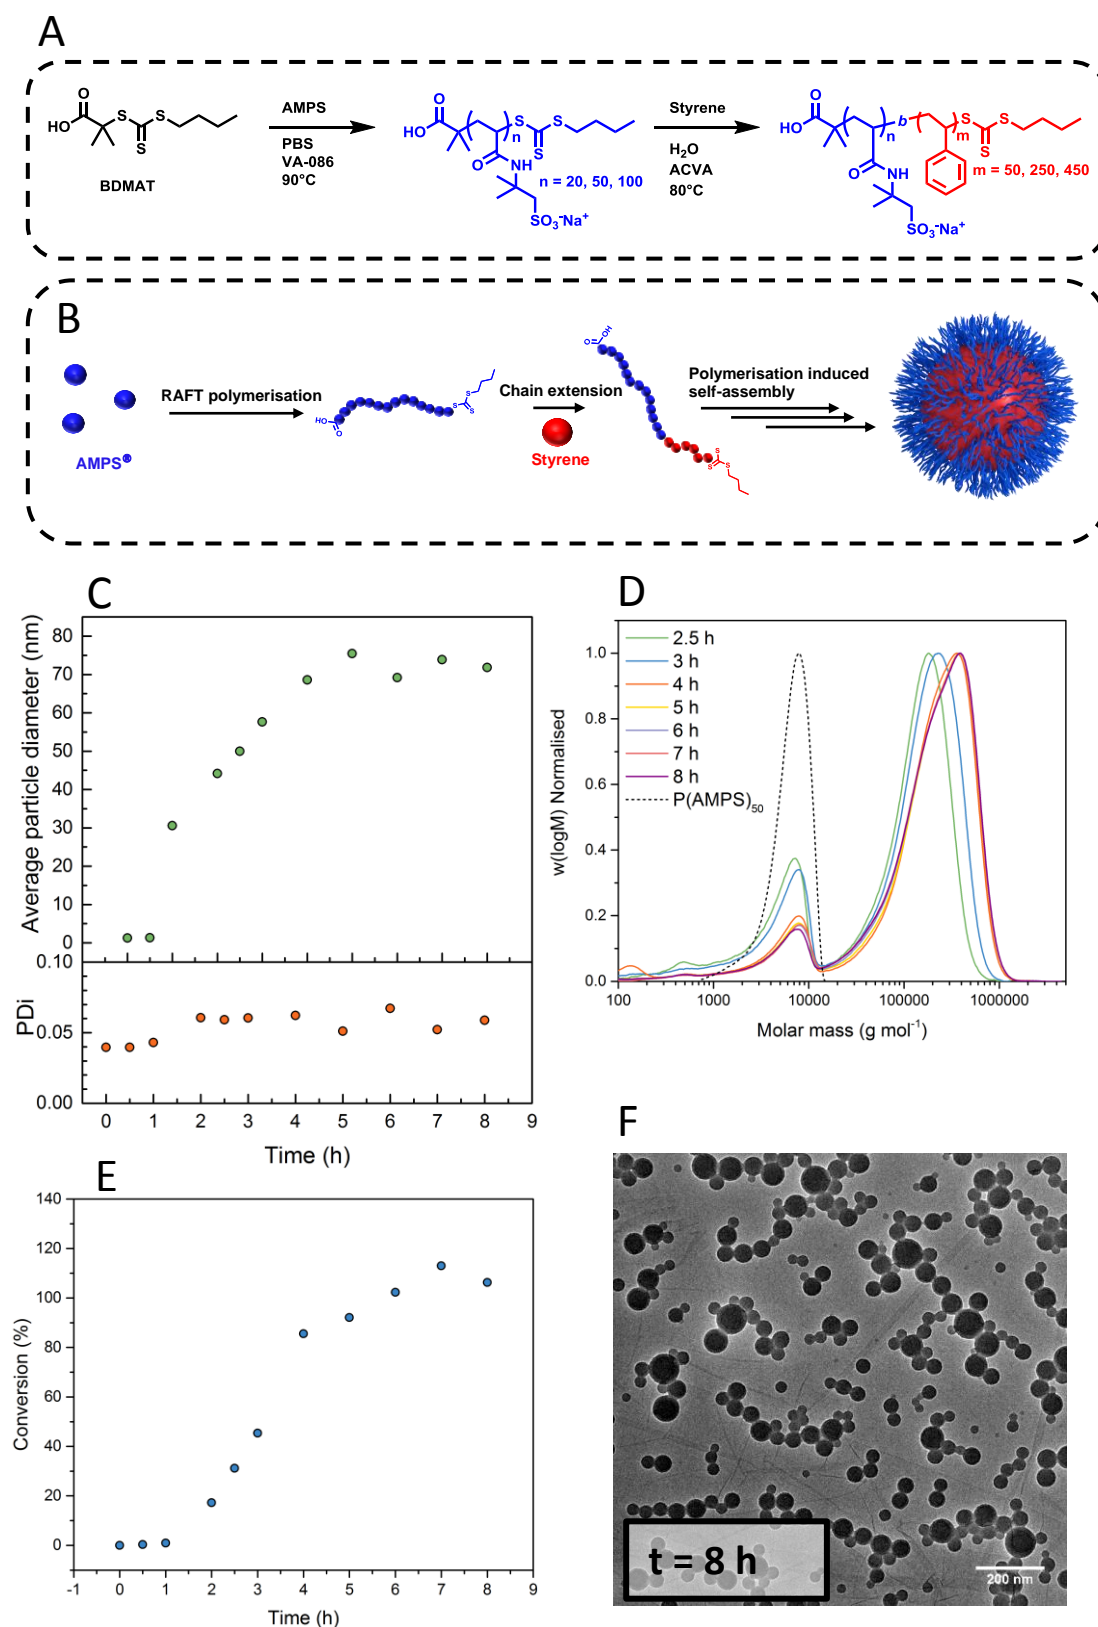 A
BDMAT
HO
O
S
S
S
AMPS
PBS
VA-086
90°C
HO
O
n
S
S
S
O
NH
SO₃⁻Na⁺
n = 20, 50, 100
Styrene
H₂O
ACVA
80°C
HO
O
n
b
m
S
S
S
O
NH
SO₃⁻Na⁺
m = 50, 250, 450
B
AMPS®
RAFT polymerisation
HO
O
S
S
S
Chain extension
Styrene
O
OH
S
S
S
Polymerisation induced
self-assembly
C
Average particle diameter (nm)
80
70
60
50
40
30
20
10
0
PDi
0.10
0.05
0.00
0 1 2 3 4 5 6 7 8 9
Time (h)
D
w(logM) Normalised
1.0
0.8
0.6
0.4
0.2
0.0
2.5 h
3 h
4 h
5 h
6 h
7 h
8 h
P(AMPS)₅₀
100 1000 10000 100000 1000000
Molar mass (g mol⁻¹)
E
Conversion (%)
140
120
100
80
60
40
20
0
-1 0 1 2 3 4 5 6 7 8 9
Time (h)
F
t = 8 h
200 nm